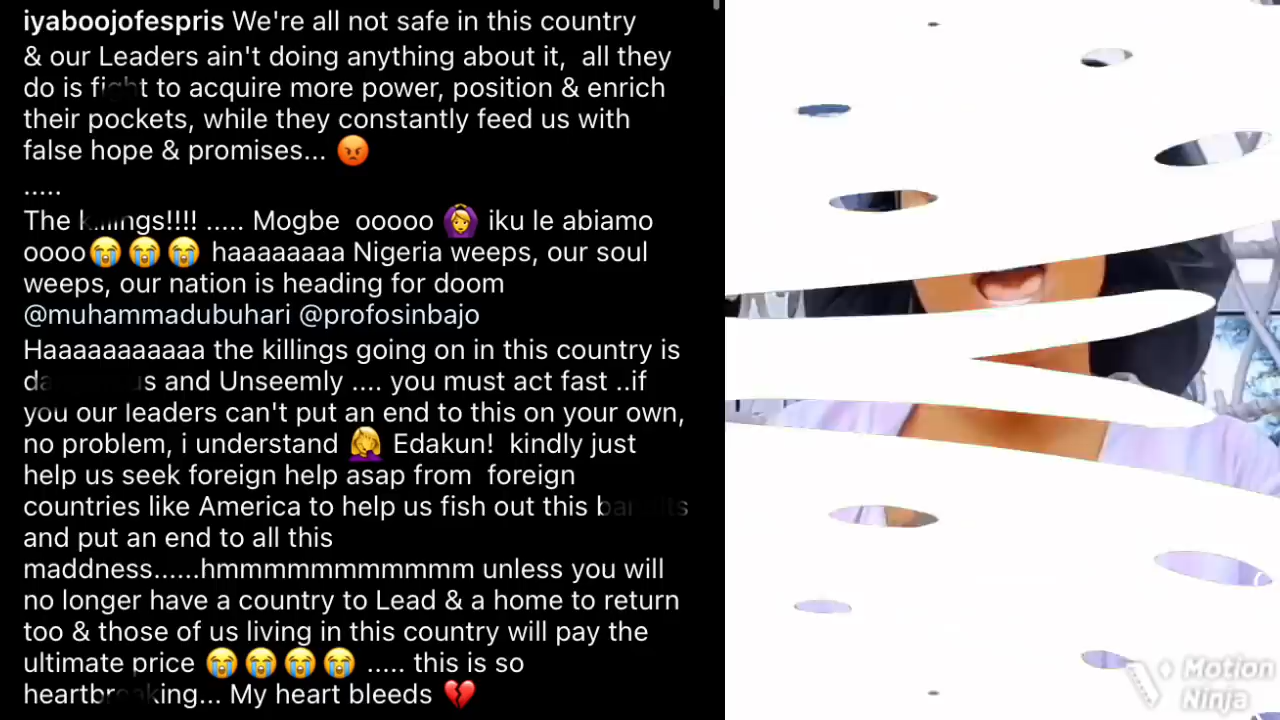 iyaboojofespris We're all not safe in this country
& our Leaders ain't doing anything about it, all they
do is fight to acquire more power, position & enrich
their pockets, while they constantly feed us with
false hope & promises... 😡
.....
The killings!!!! ..... Mogbe ooooo 🙆‍♀️ iku le abiamo
oooo😭😭😭 haaaaaaaa Nigeria weeps, our soul
weeps, our nation is heading for doom
@muhammadubuhari @profosinbajo
Haaaaaaaaaaa the killings going on in this country is
and Unseemly .... you must act fast ..if
you our leaders can't put an end to this on your own,
no problem, i understand 🤦‍♀️ Edakun! kindly just
help us seek foreign help asap from foreign
countries like America to help us fish out this bandits
and put an end to all this
maddness......hmmmmmmmmmmm unless you will
no longer have a country to Lead & a home to return
too & those of us living in this country will pay the
ultimate price 😭😭😭😭 ..... this is so
heartbreaking... My heart bleeds 💔
Motion
Ninja